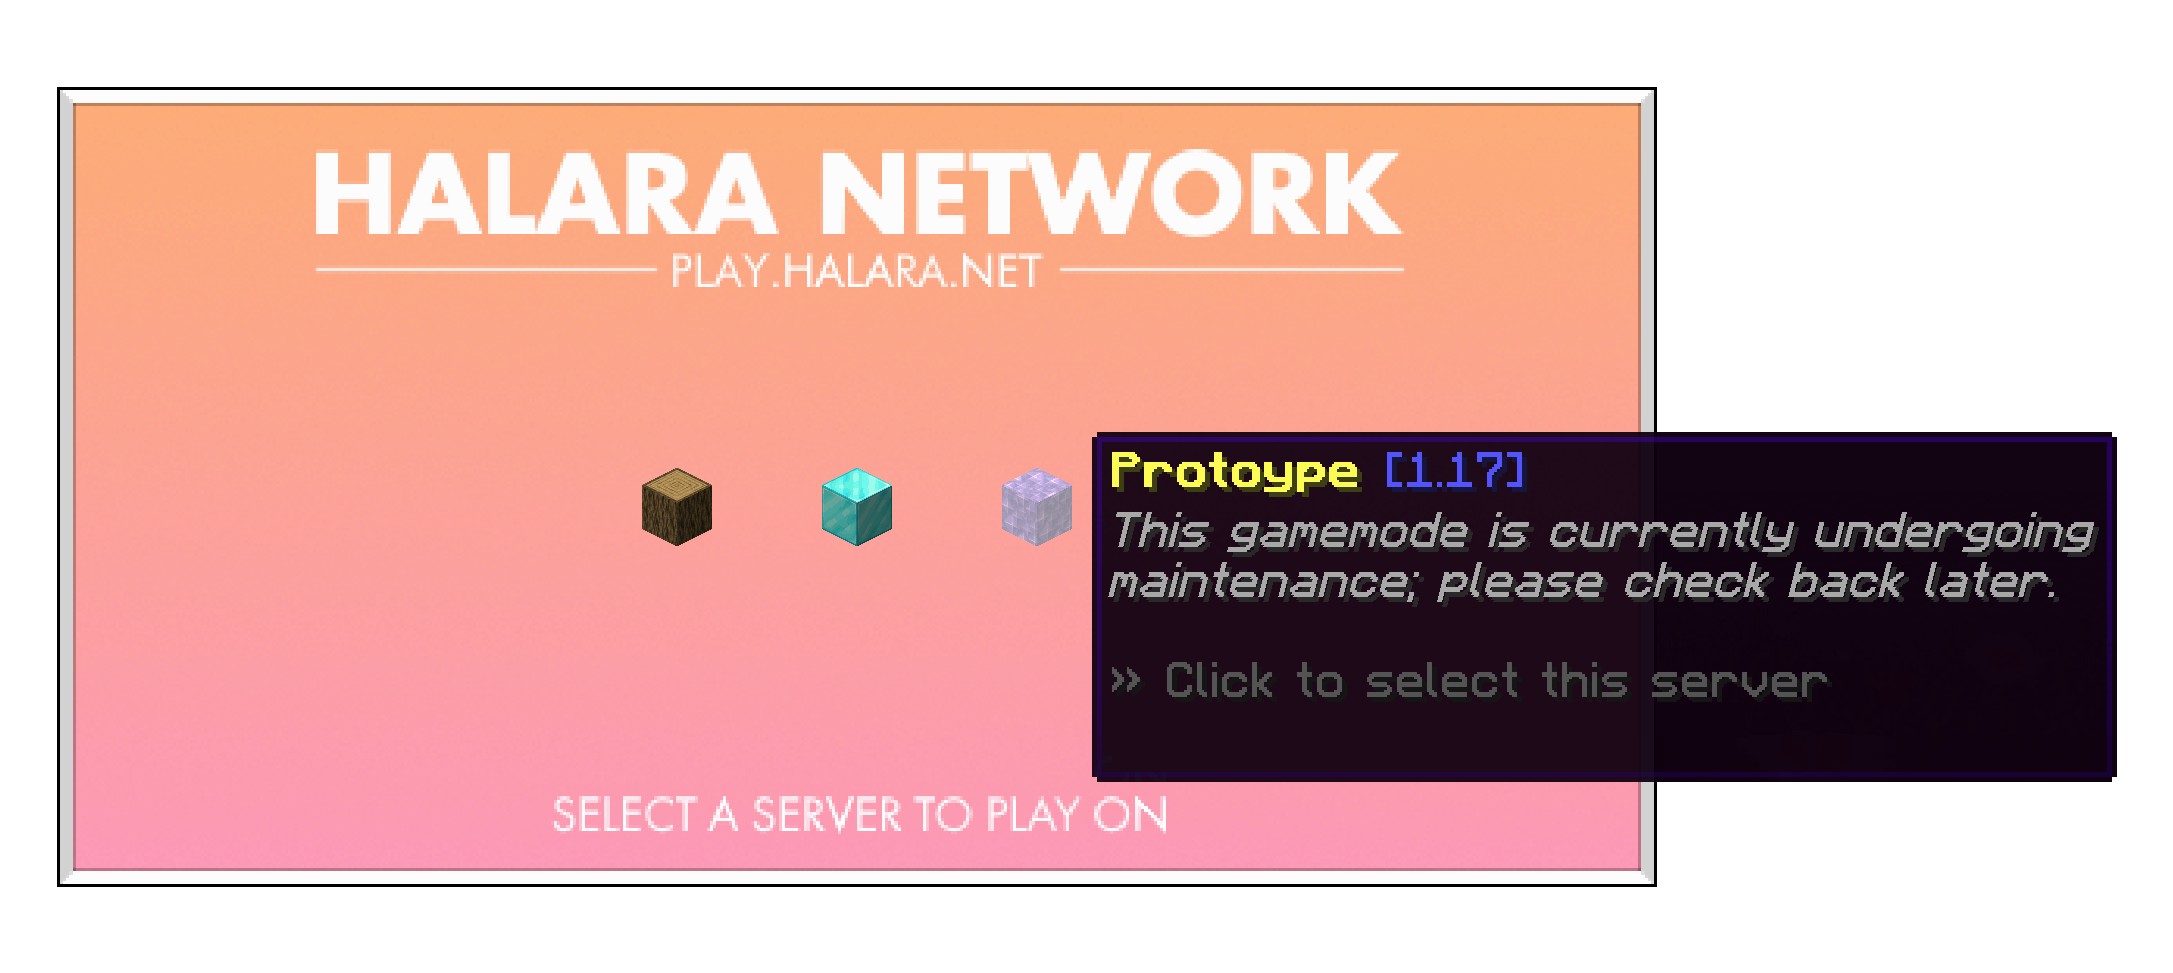 HALARA NETWORK
PLAY.HALARA.NET
Protoype [1.17]
This gamemode is currently undergoing
maintenance; please check back later.
» Click to select this server
SELECT A SERVER TO PLAY ON